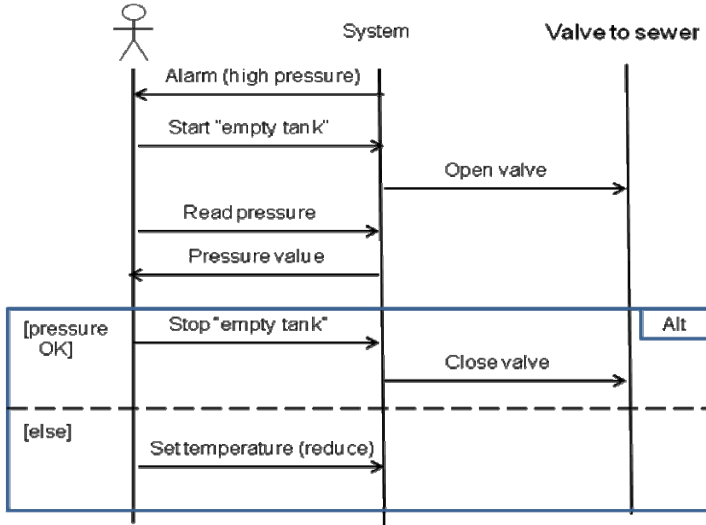 System
Valve to sewer
Alarm (high pressure)
Start "empty tank"
Open valve
Read pressure
Pressure value
[pressure
OK]
Stop "empty tank"
Alt
Close valve
[else]
Set temperature (reduce)